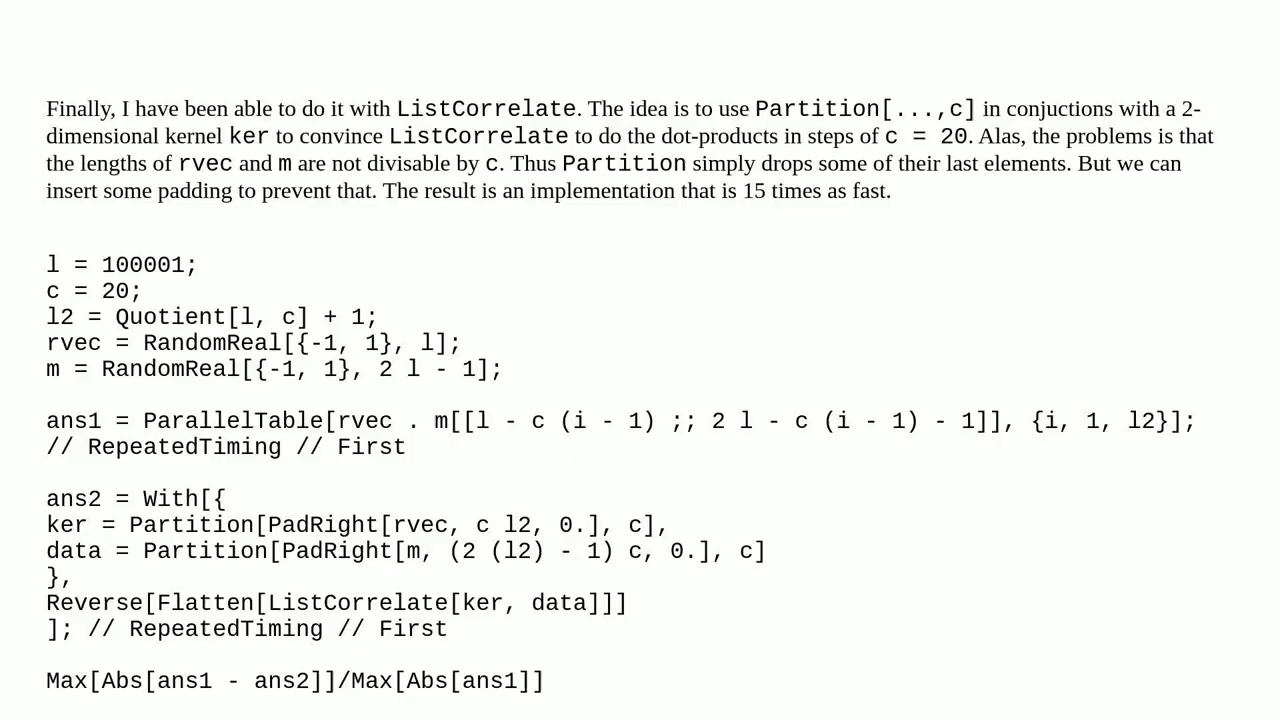 Finally, I have been able to do it with ListCorrelate. The idea is to use Partition[...,c] in conjuctions with a 2-
dimensional kernel ker to convince ListCorrelate to do the dot-products in steps of c = 20. Alas, the problems is that
the lengths of rvec and m are not divisable by c. Thus Partition simply drops some of their last elements. But we can
insert some padding to prevent that. The result is an implementation that is 15 times as fast.
l = 100001;
c = 20;
l2 = Quotient[l, c] + 1;
rvec = RandomReal[{-1, 1}, l];
m = RandomReal[{-1, 1}, 2 l - 1];
ans1 = ParallelTable[rvec . m[[l - c (i - 1) ;; 2 l - c (i - 1) - 1]], {i, 1, l2}];
// RepeatedTiming // First
ans2 = With[{
ker = Partition[PadRight[rvec, c l2, 0.], c],
data = Partition[PadRight[m, (2 (l2) - 1) c, 0.], c]
},
Reverse[Flatten[ListCorrelate[ker, data]]]
]; // RepeatedTiming // First
Max[Abs[ans1 - ans2]]/Max[Abs[ans1]]